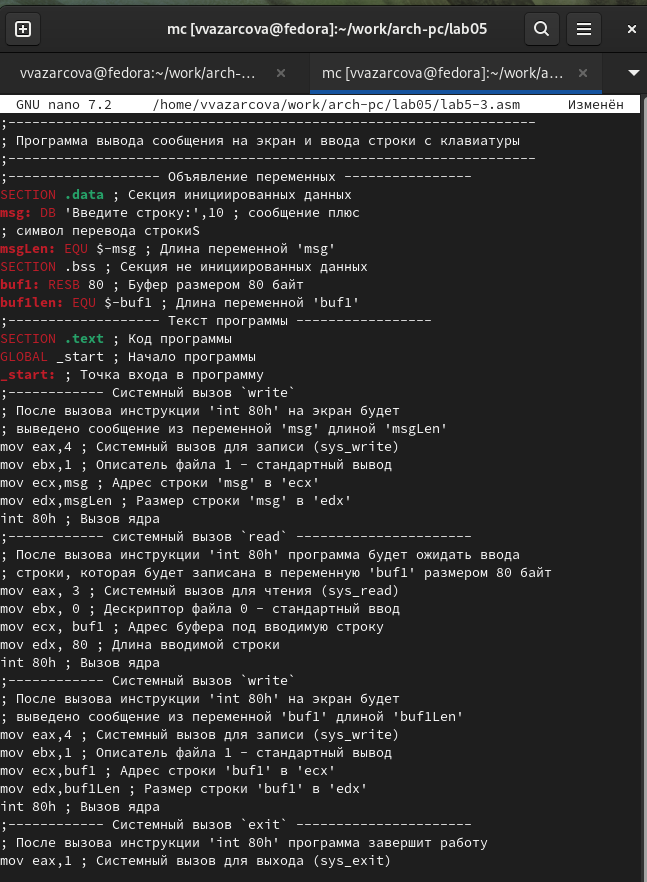 mc [vvazarcova@fedora]:~/work/arch-pc/lab05
vvazarcova@fedora:~/work/arch-... × mc [vvazarcova@fedora]:~/work/a... ×
GNU nano 7.2 /home/vvazarcova/work/arch-pc/lab05/lab5-3.asm Изменён
;------------------------------------------------------------------
; Программа вывода сообщения на экран и ввода строки с клавиатуры
;------------------------------------------------------------------
;------------------- Объявление переменных ----------------
SECTION .data ; Секция инициированных данных
msg: DB 'Введите строку:',10 ; сообщение плюс
; символ перевода строкиS
msgLen: EQU $-msg ; Длина переменной 'msg'
SECTION .bss ; Секция не инициированных данных
buf1: RESB 80 ; Буфер размером 80 байт
buf1len: EQU $-buf1 ; Длина переменной 'buf1'
;------------------- Текст программы -----------------
SECTION .text ; Код программы
GLOBAL _start ; Начало программы
_start: ; Точка входа в программу
;------------ Cистемный вызов `write`
; После вызова инструкции 'int 80h' на экран будет
; выведено сообщение из переменной 'msg' длиной 'msgLen'
mov eax,4 ; Системный вызов для записи (sys_write)
mov ebx,1 ; Описатель файла 1 - стандартный вывод
mov ecx,msg ; Адрес строки 'msg' в 'ecx'
mov edx,msgLen ; Размер строки 'msg' в 'edx'
int 80h ; Вызов ядра
;------------ системный вызов `read` ----------------------
; После вызова инструкции 'int 80h' программа будет ожидать ввода
; строки, которая будет записана в переменную 'buf1' размером 80 байт
mov eax, 3 ; Системный вызов для чтения (sys_read)
mov ebx, 0 ; Дескриптор файла 0 - стандартный ввод
mov ecx, buf1 ; Адрес буфера под вводимую строку
mov edx, 80 ; Длина вводимой строки
int 80h ; Вызов ядра
;------------ Системный вызов `write`
; После вызова инструкции 'int 80h' на экран будет
; выведено сообщение из переменной 'buf1' длиной 'buf1Len'
mov eax,4 ; Системный вызов для записи (sys_write)
mov ebx,1 ; Описатель файла 1 - стандартный вывод
mov ecx,buf1 ; Адрес строки 'buf1' в 'ecx'
mov edx,buf1Len ; Размер строки 'buf1' в 'edx'
int 80h ; Вызов ядра
;------------ Системный вызов `exit` ----------------------
; После вызова инструкции 'int 80h' программа завершит работу
mov eax,1 ; Системный вызов для выхода (sys_exit)